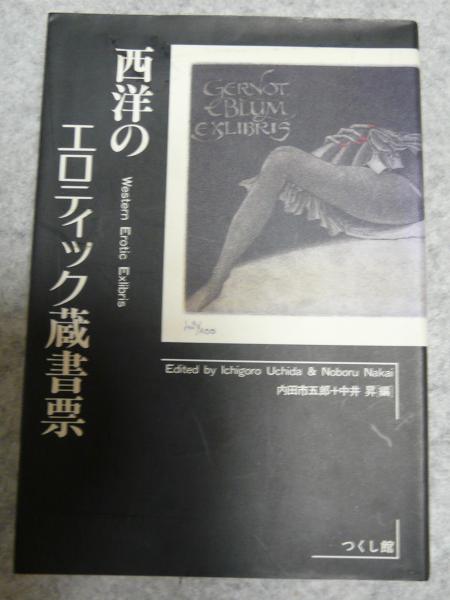 西洋の
エロティック蔵書票
Western Erotic Exlibris
GERNOT
BLUM
EXLIBRIS
Edited by Ichigoro Uchida & Noboru Nakai
内田市五郎+中井 昇[編]
つくし館